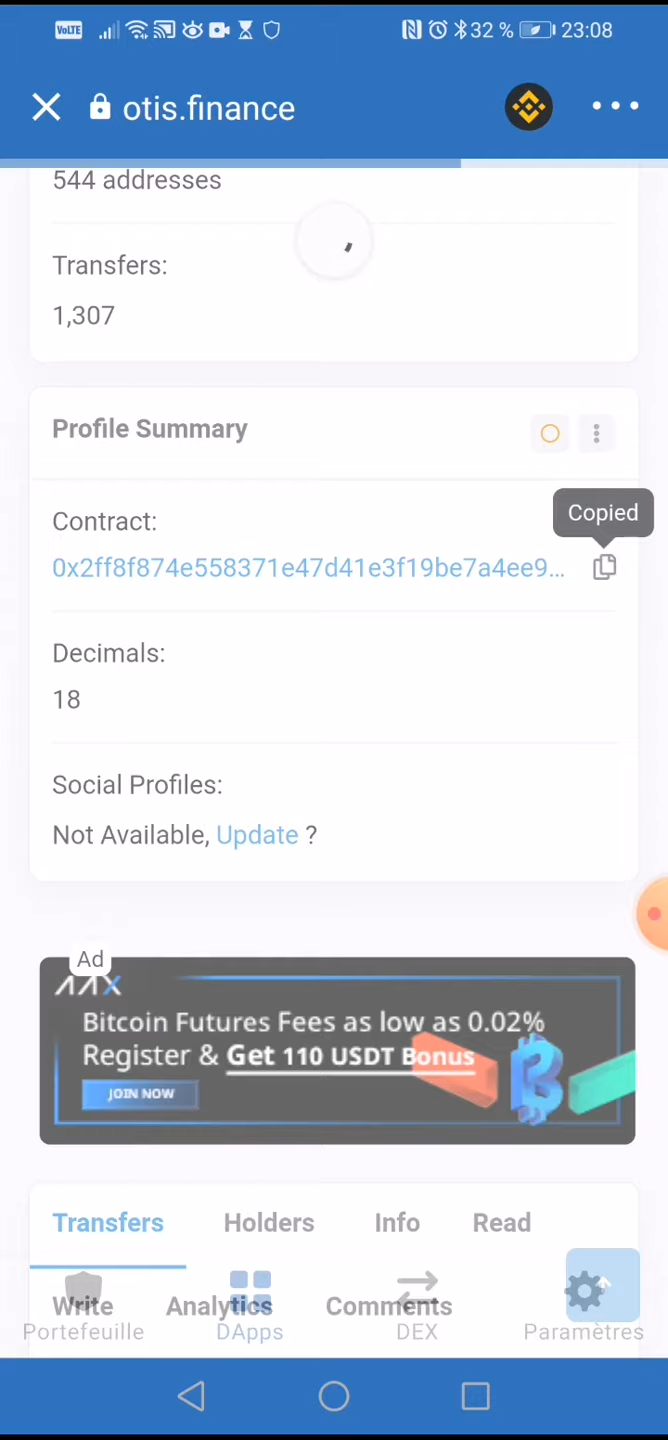 VoLTE 32 % 23:08
otis.finance
544 addresses
Transfers:
1,307
Profile Summary
Contract:
Copied
0x2ff8f874e558371e47d41e3f19be7a4ee9...
Decimals:
18
Social Profiles:
Not Available, Update ?
Ad
AAX
Bitcoin Futures Fees as low as 0.02%
Register & Get 110 USDT Bonus
JOIN NOW
Transfers Holders Info Read
Write Analytics Comments
Portefeuille DApps DEX Paramètres